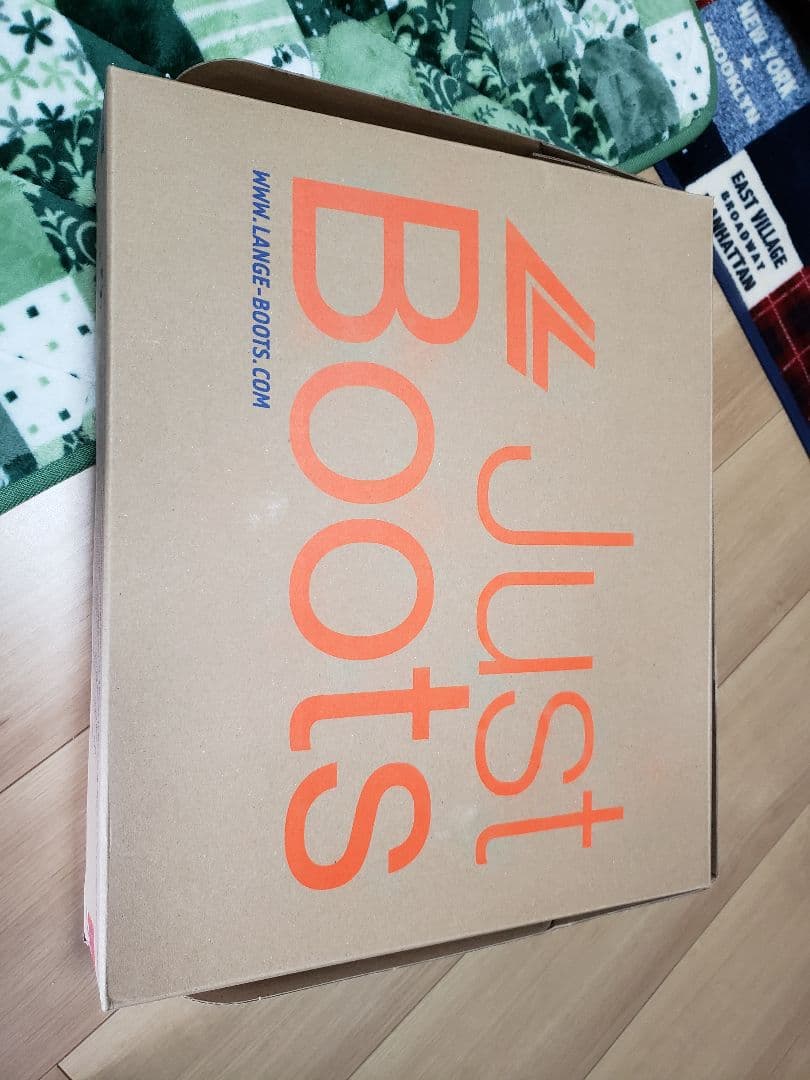 Just
Boots
WWW.LANGE-BOOTS.COM
NEW YORK
BROOKLYN
EAST VILLAGE
BROADWAY
MANHATTAN